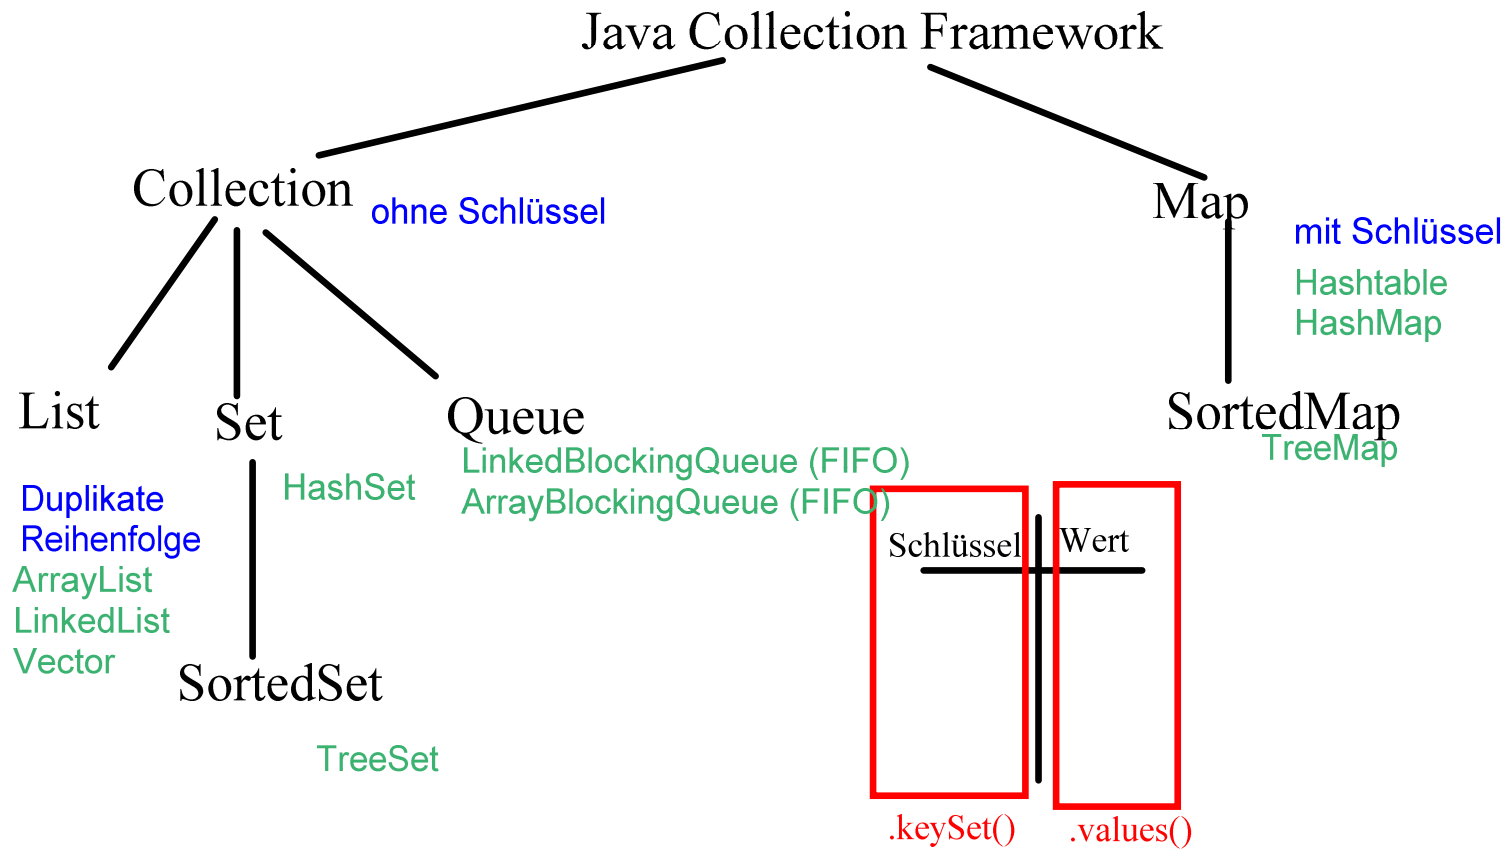 Java Collection Framework
Collection
ohne Schlüssel
Map
mit Schlüssel
Hashtable
HashMap
List
Set
Queue
SortedMap
TreeMap
LinkedBlockingQueue (FIFO)
ArrayBlockingQueue (FIFO)
HashSet
Duplikate
Reihenfolge
ArrayList
LinkedList
Vector
SortedSet
TreeSet
Schlüssel
Wert
.keySet()
.values()